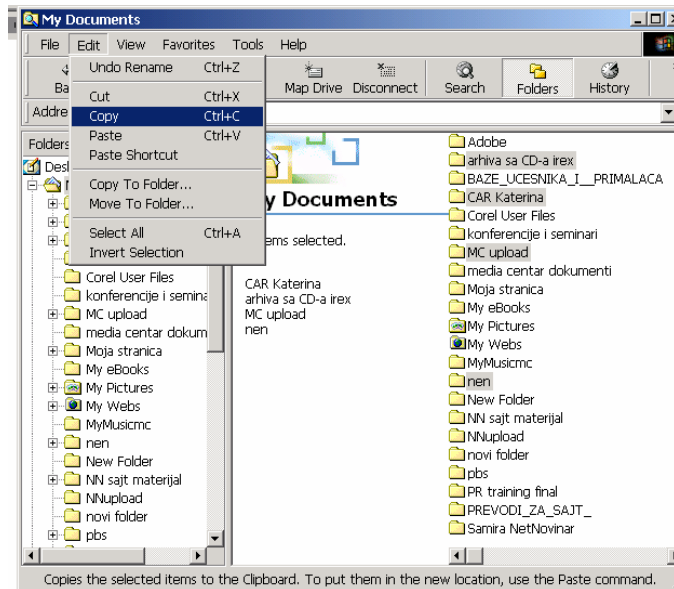 My Documents
File Edit View Favorites Tools Help
Undo Rename Ctrl+Z
Cut Ctrl+X
Copy Ctrl+C
Paste Ctrl+V
Paste Shortcut
Copy To Folder...
Move To Folder...
Select All Ctrl+A
Invert Selection
Ba
Map Drive Disconnect Search Folders History
Addre
Folders
Desl
Corel User Files
konferencije i semina
MC upload
media centar dokum
Moja stranica
My eBooks
My Pictures
My Webs
MyMusicmc
nen
New Folder
NN sajt materijal
NNupload
novi folder
pbs
y Documents
ems selected.
CAR Katerina
arhiva sa CD-a irex
MC upload
nen
Adobe
arhiva sa CD-a irex
BAZE_UCESNIKA_I__PRIMALACA
CAR Katerina
Corel User Files
konferencije i seminari
MC upload
media centar dokumenti
Moja stranica
My eBooks
My Pictures
My Webs
MyMusicmc
nen
New Folder
NN sajt materijal
NNupload
novi folder
pbs
PR training final
PREVODI_ZA_SAJT_
Samira NetNovinar
Copies the selected items to the Clipboard. To put them in the new location, use the Paste command.